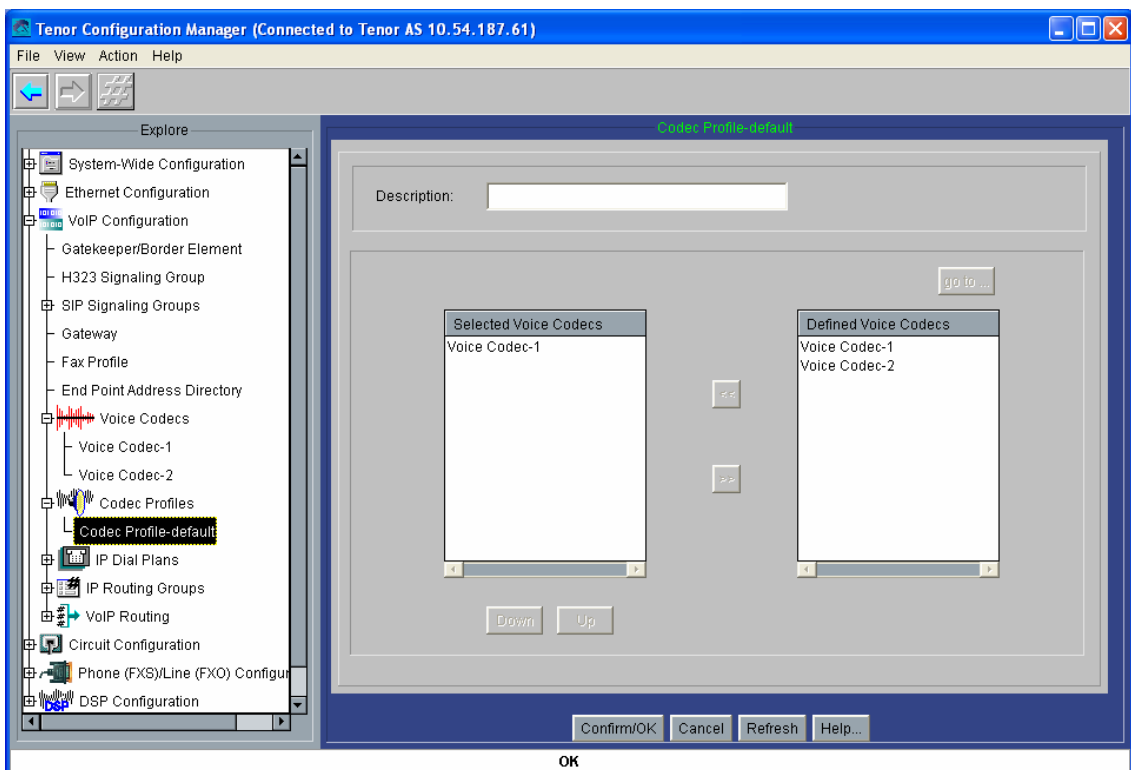 Tenor Configuration Manager (Connected to Tenor AS 10.54.187.61)
File View Action Help
Explore
System-Wide Configuration
Ethernet Configuration
VoIP Configuration
Gatekeeper/Border Element
H323 Signaling Group
SIP Signaling Groups
Gateway
Fax Profile
End Point Address Directory
Voice Codecs
Voice Codec-1
Voice Codec-2
Codec Profiles
Codec Profile-default
IP Dial Plans
IP Routing Groups
VoIP Routing
Circuit Configuration
Phone (FXS)/Line (FXO) Configur
DSP DSP Configuration
Codec Profile-default
Description:
go to ...
Selected Voice Codecs
Voice Codec-1
<<
>>
Defined Voice Codecs
Voice Codec-1
Voice Codec-2
Down Up
Confirm/OK Cancel Refresh Help...
OK